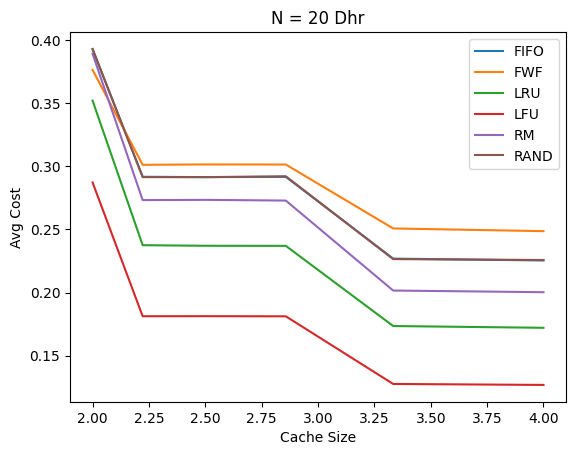 N = 20 Dhr
Avg Cost
0.40
0.35
0.30
0.25
0.20
0.15
FIFO
FWF
LRU
LFU
RM
RAND
2.00 2.25 2.50 2.75 3.00 3.25 3.50 3.75 4.00
Cache Size